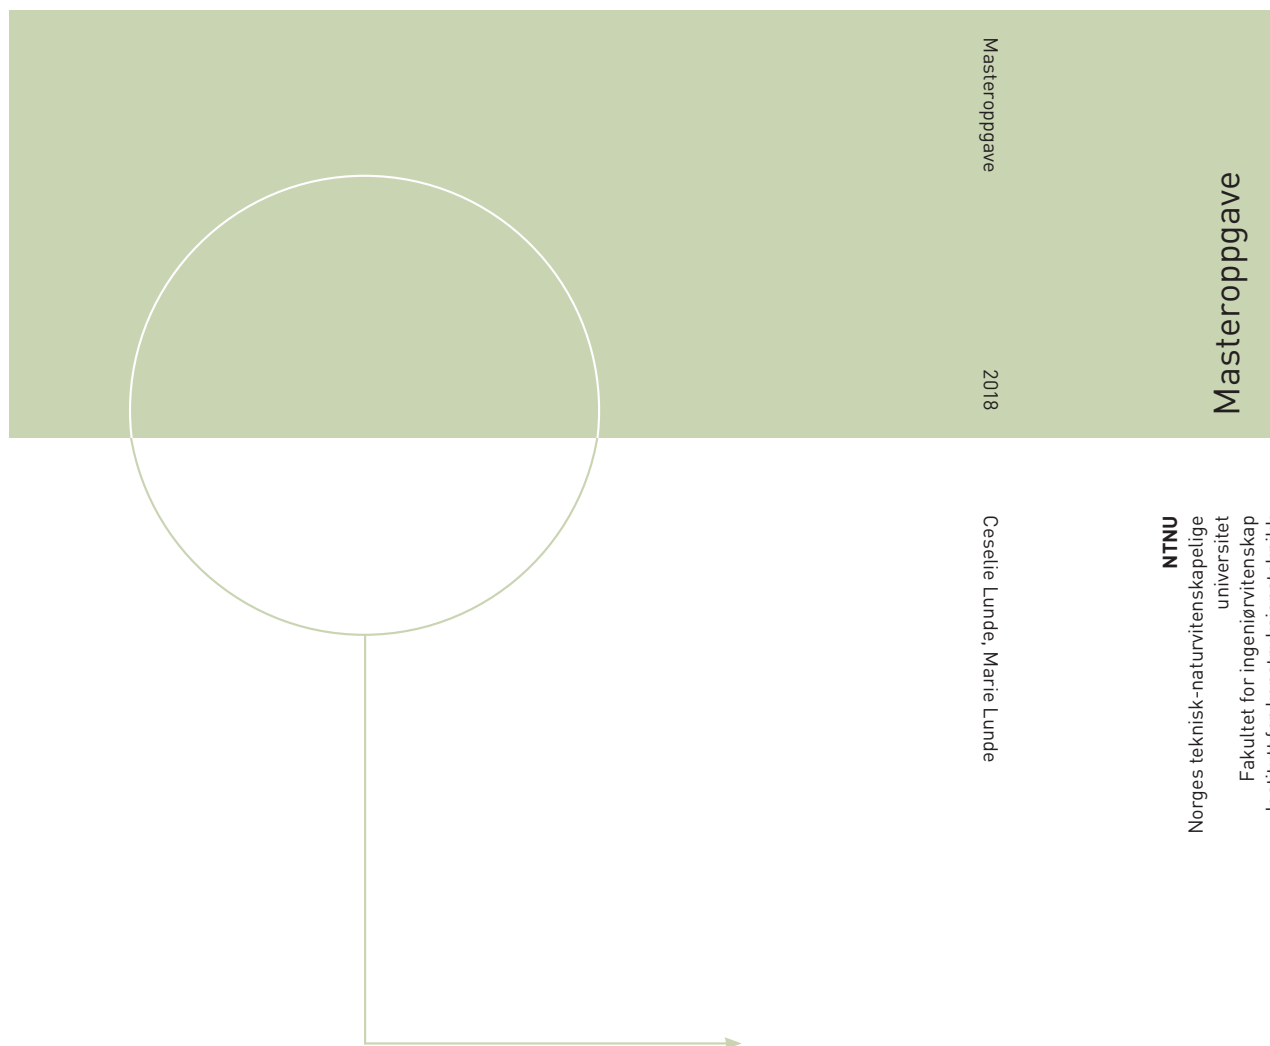 Masteroppgave
2018
Ceselie Lunde, Marie Lunde
Masteroppgave
NTNU
Norges teknisk-naturvitenskapelige
universitet
Fakultet for ingeniørvitenskap